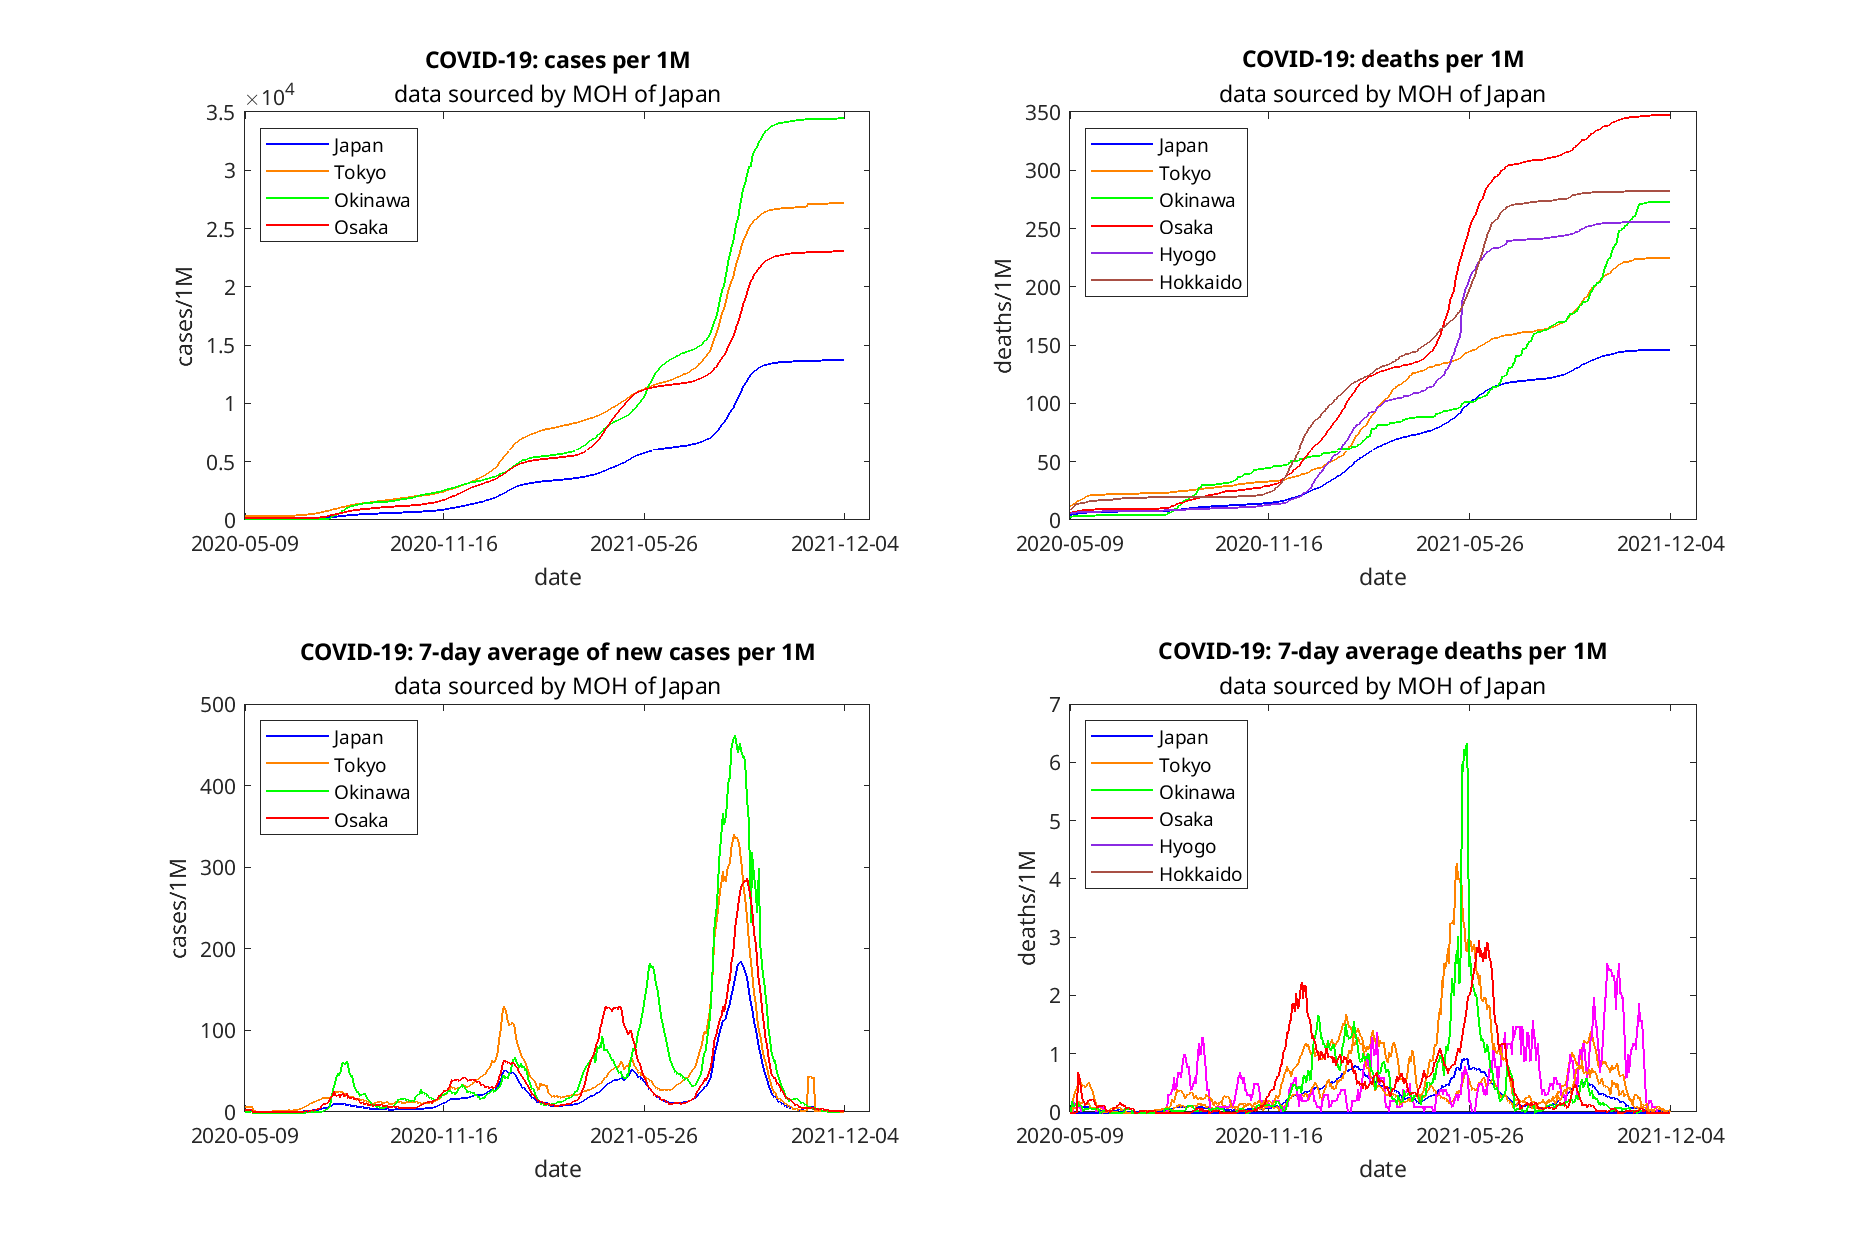 COVID-19: cases per 1M
data sourced by MOH of Japan
×10⁴
3.5
3
2.5
2
1.5
1
0.5
0
cases/1M
Japan
Tokyo
Okinawa
Osaka
2020-05-09 2020-11-16 2021-05-26 2021-12-04
date
COVID-19: deaths per 1M
data sourced by MOH of Japan
350
300
250
200
150
100
50
0
deaths/1M
Japan
Tokyo
Okinawa
Osaka
Hyogo
Hokkaido
2020-05-09 2020-11-16 2021-05-26 2021-12-04
date
COVID-19: 7-day average of new cases per 1M
data sourced by MOH of Japan
500
400
300
200
100
0
cases/1M
Japan
Tokyo
Okinawa
Osaka
2020-05-09 2020-11-16 2021-05-26 2021-12-04
date
COVID-19: 7-day average deaths per 1M
data sourced by MOH of Japan
7
6
5
4
3
2
1
0
deaths/1M
Japan
Tokyo
Okinawa
Osaka
Hyogo
Hokkaido
2020-05-09 2020-11-16 2021-05-26 2021-12-04
date